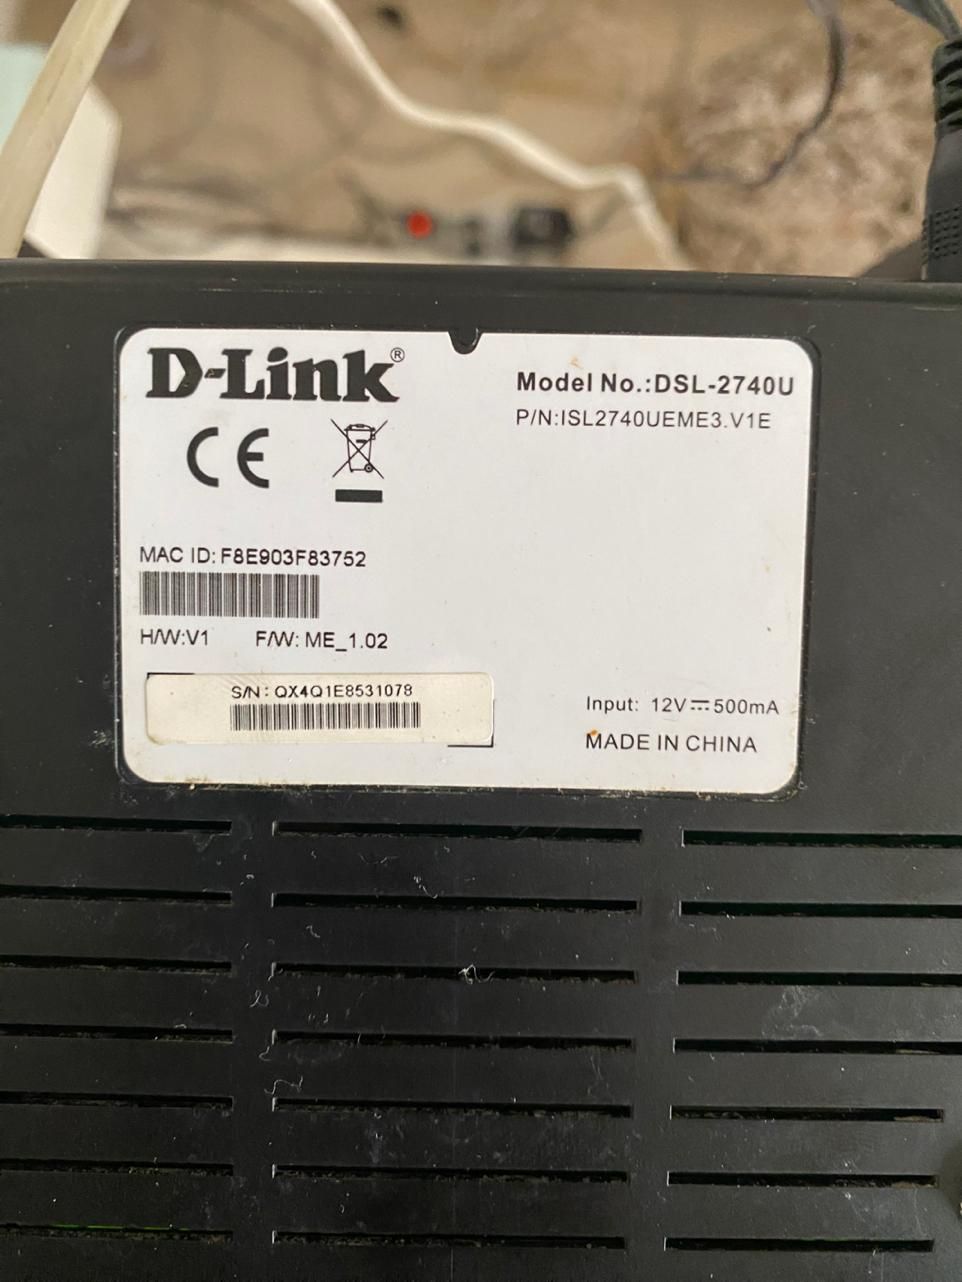 D-Link®
Model No.:DSL-2740U
P/N:ISL2740UEME3.V1E
CE
MAC ID: F8E903F83752
H/W:V1 F/W: ME_1.02
S/N: QX4Q1E8531078
Input: 12V⎓500mA
MADE IN CHINA